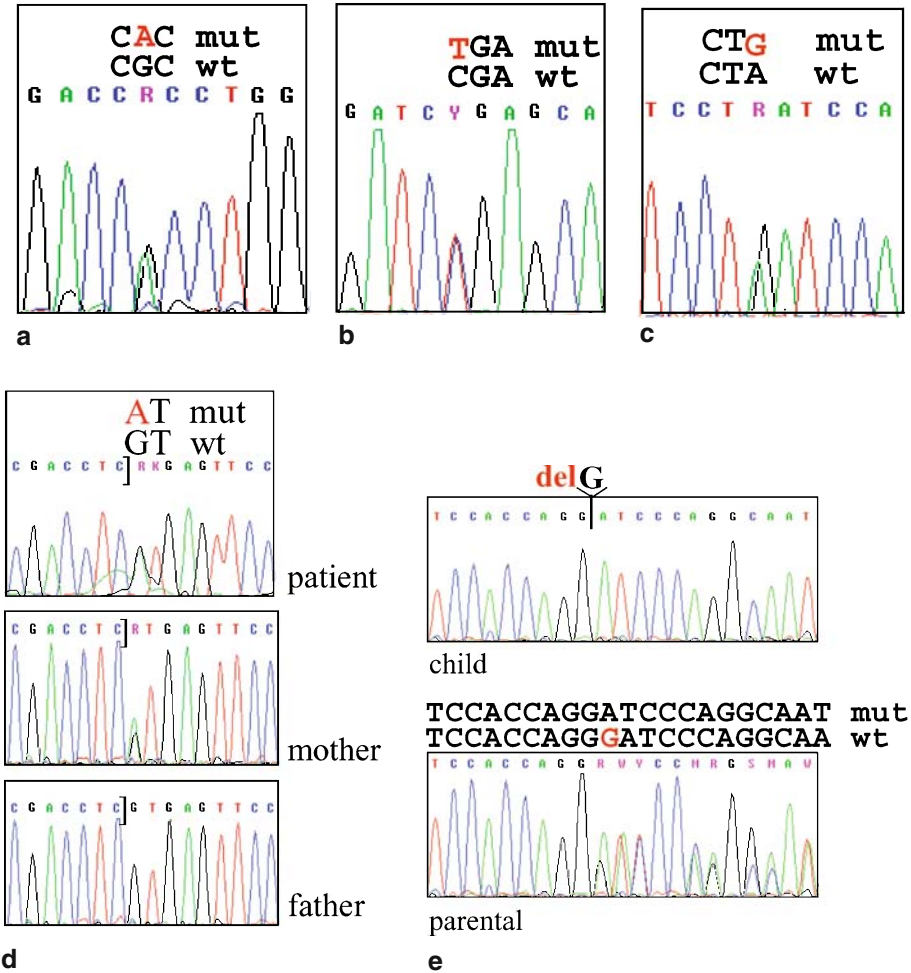 CAC mut
CGC wt
G A C C R C C T G G
a
TGA mut
CGA wt
G A T C Y G A G C A
b
CTG mut
CTA wt
T C C T R A T C C A
c
AT mut
GT wt
C G A C C T C ] R K G A G T T C C
patient
C G A C C T C ] R T G A G T T C C
mother
C G A C C T C ] G T G A G T T C C
father
d
delG
T C C A C C A G G A T C C C A G G C A A T
child
TCCACCAGGATCCCAGGCAAT mut
TCCACCAGGGATCCCAGGCAA wt
T C C A C C A G G R W Y C C M R G S M A W
parental
e